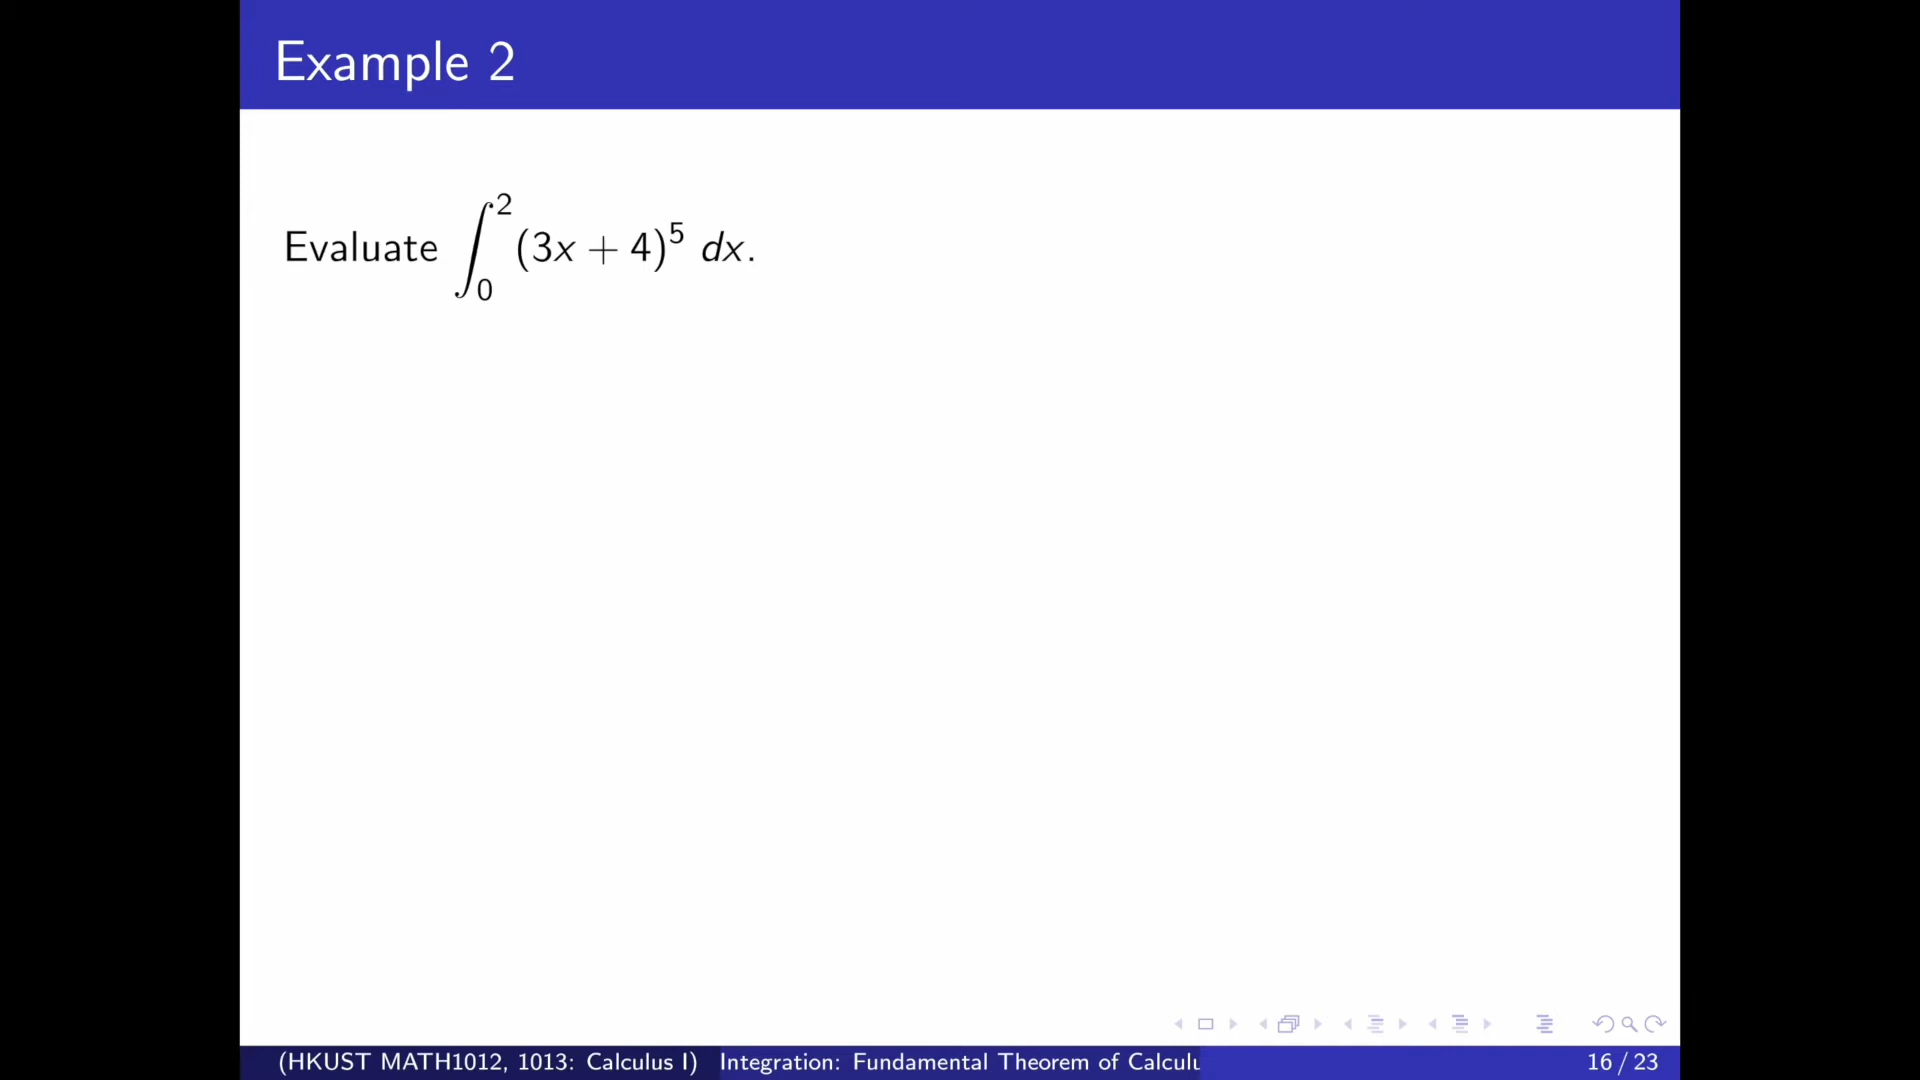 Example 2
Evaluate ∫₀² (3x + 4)⁵ dx.
(HKUST MATH1012, 1013: Calculus I) Integration: Fundamental Theorem of Calculu 16 / 23